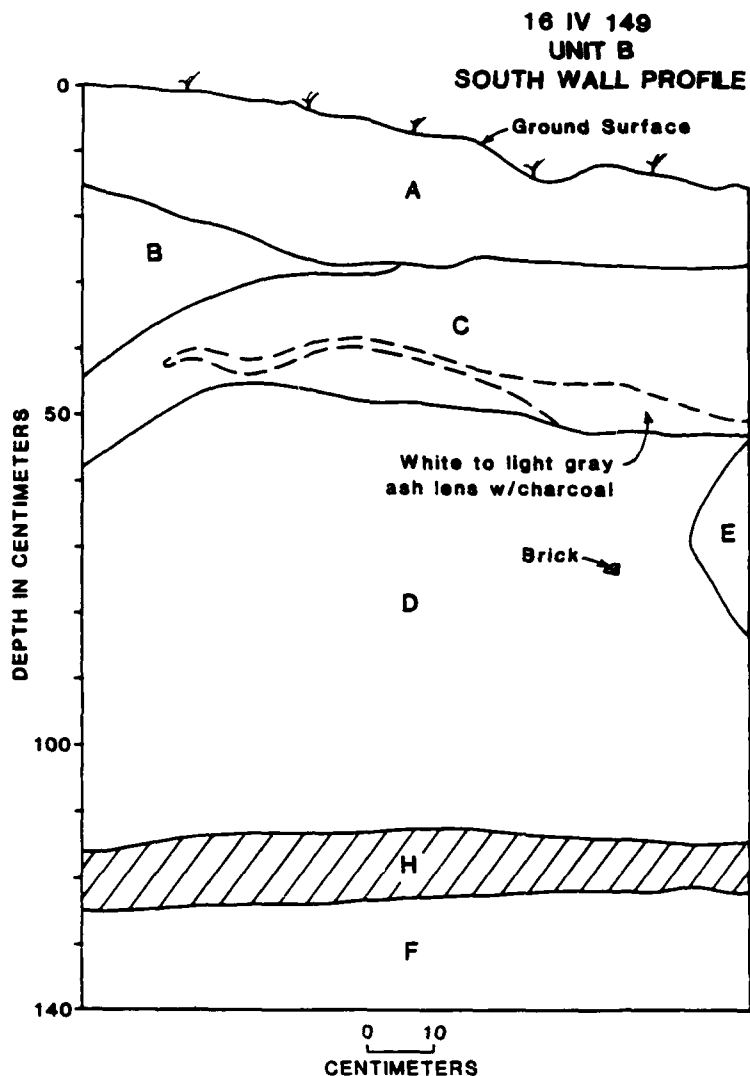 16 IV 149
UNIT B
SOUTH WALL PROFILE
0
Ground Surface
A
B
C
50
White to light gray
ash lens w/charcoal
E
Brick
D
DEPTH IN CENTIMETERS
100
H
F
140
0 10
CENTIMETERS